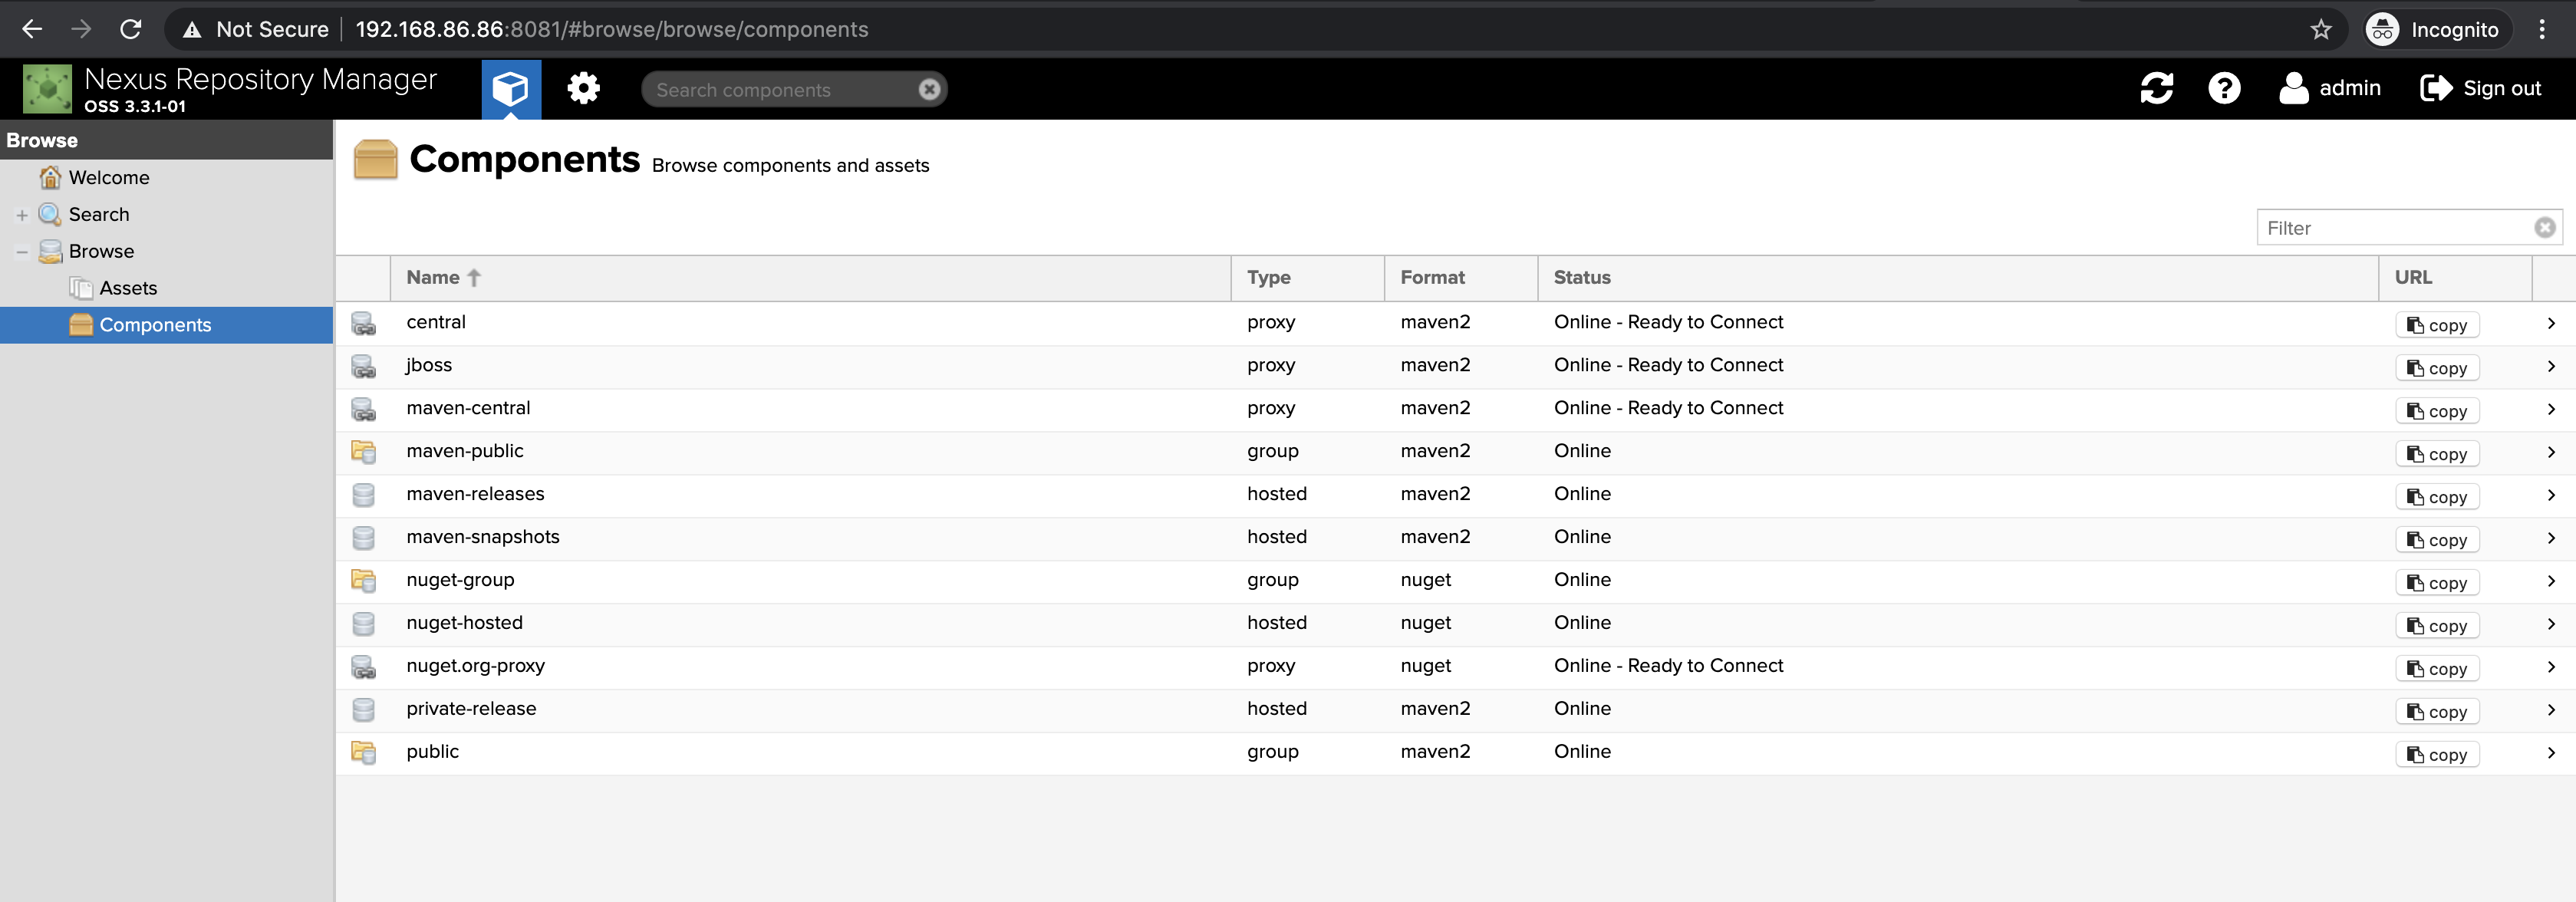 Not Secure 192.168.86.86:8081/#browse/browse/components Incognito
Nexus Repository Manager
OSS 3.3.1-01
Search components
admin Sign out
Browse
Welcome
Search
Browse
Assets
Components
Components Browse components and assets
Filter
Name Type Format Status URL
central proxy maven2 Online - Ready to Connect copy
jboss proxy maven2 Online - Ready to Connect copy
maven-central proxy maven2 Online - Ready to Connect copy
maven-public group maven2 Online copy
maven-releases hosted maven2 Online copy
maven-snapshots hosted maven2 Online copy
nuget-group group nuget Online copy
nuget-hosted hosted nuget Online copy
nuget.org-proxy proxy nuget Online - Ready to Connect copy
private-release hosted maven2 Online copy
public group maven2 Online copy